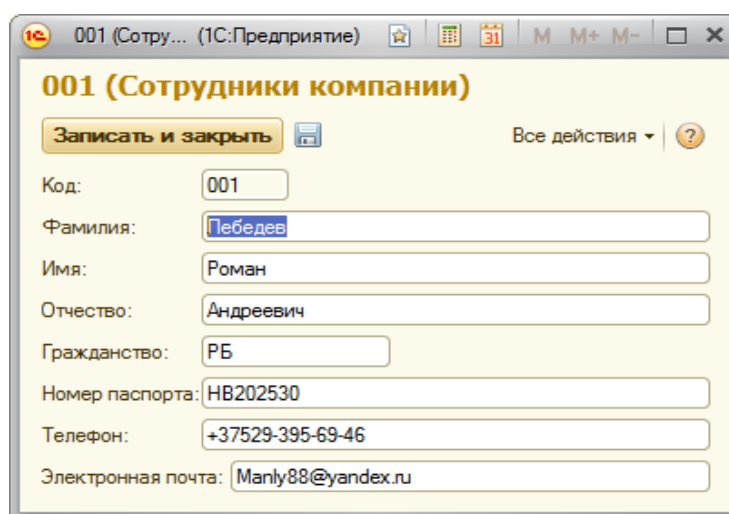 1С 001 (Сотру... (1С:Предприятие) 31 M M+ M-
001 (Сотрудники компании)
Записать и закрыть Все действия ?
Код: 001
Фамилия: Лебедев
Имя: Роман
Отчество: Андреевич
Гражданство: РБ
Номер паспорта: НВ202530
Телефон: +37529-395-69-46
Электронная почта: Manly88@yandex.ru